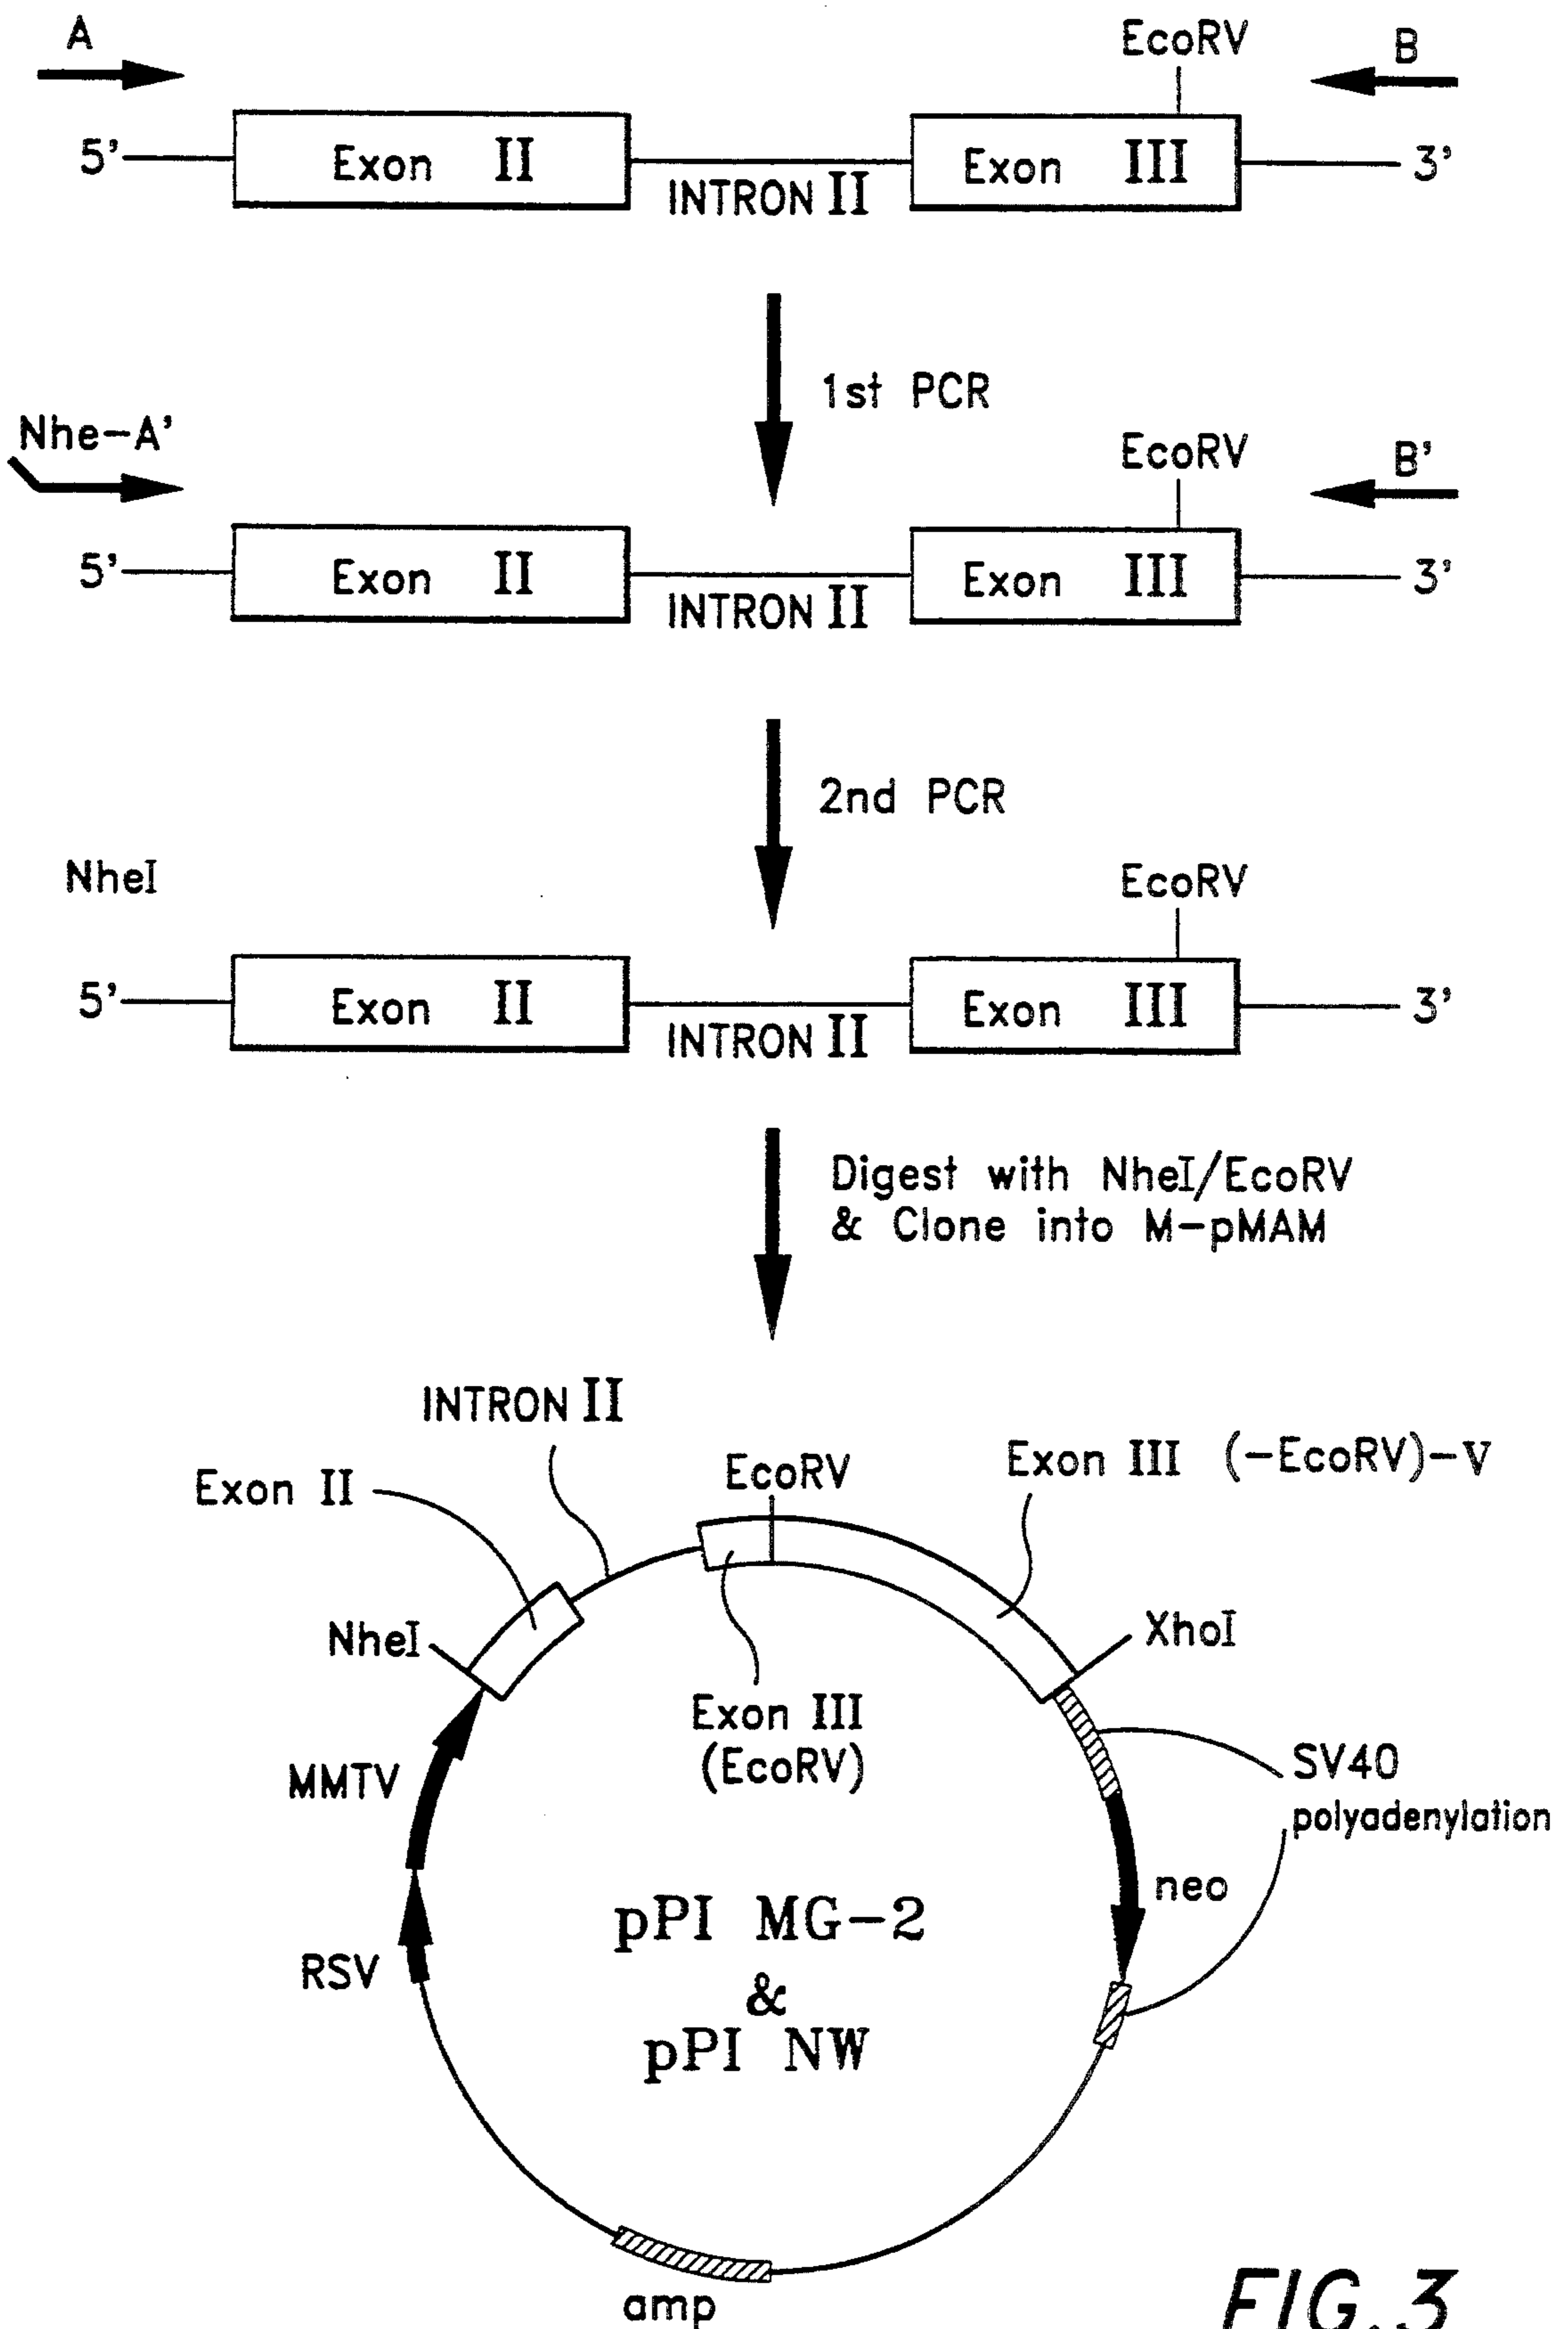 A
EcoRV
B
5'
Exon II
INTRON II
Exon III
3'
1st PCR
Nhe-A'
EcoRV
B'
5'
Exon II
INTRON II
Exon III
3'
2nd PCR
NheI
EcoRV
5'
Exon II
INTRON II
Exon III
3'
Digest with NheI/EcoRV
& Clone into M-pMAM
INTRON II
Exon II
EcoRV
Exon III (-EcoRV)-V
NheI
XhoI
Exon III
(EcoRV)
MMTV
SV40
polyadenylation
neo
RSV
pPI MG-2
&
pPI NW
amp
FIG.3